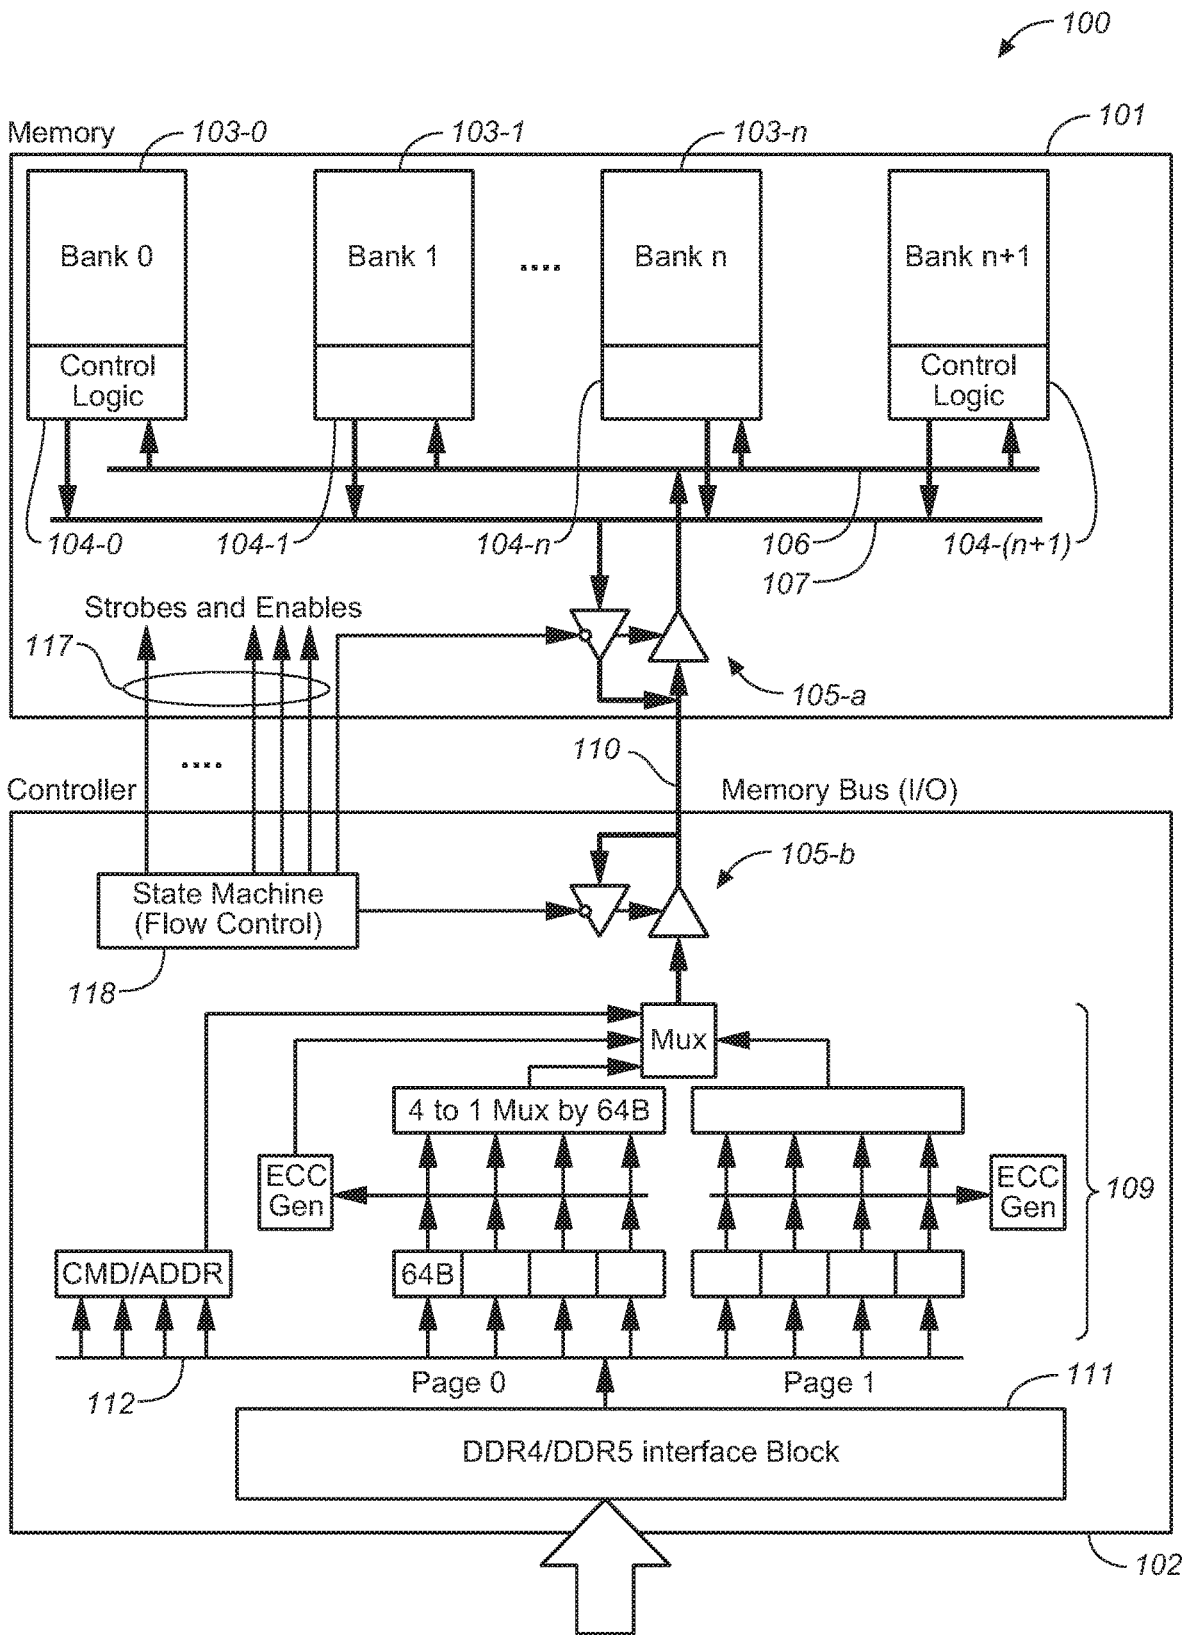 100
Memory
103-0
103-1
103-n
101
Bank 0
Bank 1
....
Bank n
Bank n+1
Control
Logic
Control
Logic
104-0
104-1
104-n
106
104-(n+1)
107
Strobes and Enables
117
105-a
....
110
Controller
Memory Bus (I/O)
105-b
State Machine
(Flow Control)
118
Mux
4 to 1 Mux by 64B
ECC
Gen
ECC
Gen
109
CMD/ADDR
64B
112
Page 0
Page 1
111
DDR4/DDR5 interface Block
102